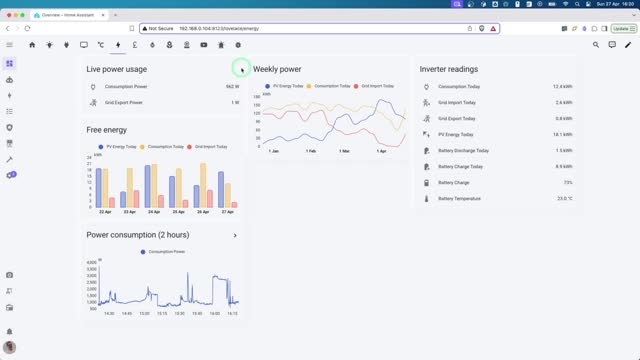 Sun 27 Apr 16:20
Overview – Home Assistant
Not Secure 192.168.0.104:8123/lovelace/energy
Update
Live power usage
Consumption Power 962 W
Grid Export Power 1 W
Free energy
PV Energy Today Consumption Today Grid Import Today
kWh
24
21
18
15
12
9
6
3
0
22 Apr 23 Apr 24 Apr 25 Apr 26 Apr 27 Apr
Power consumption (2 hours)
Consumption Power
W
4,000
3,500
3,000
2,500
2,000
1,500
1,000
500
14:30 14:45 15:00 15:15 15:30 15:45 16:00 16:15
Weekly power
PV Energy Today Consumption Today Grid Import Today
kWh
180
150
120
90
60
30
0
1 Jan 1 Feb 1 Mar 1 Apr
Inverter readings
Consumption Today 12.4 kWh
Grid Import Today 2.6 kWh
Grid Export Today 0.8 kWh
PV Energy Today 18.1 kWh
Battery Discharge Today 1.5 kWh
Battery Charge Today 8.9 kWh
Battery Charge 73%
Battery Temperature 23.0 °C